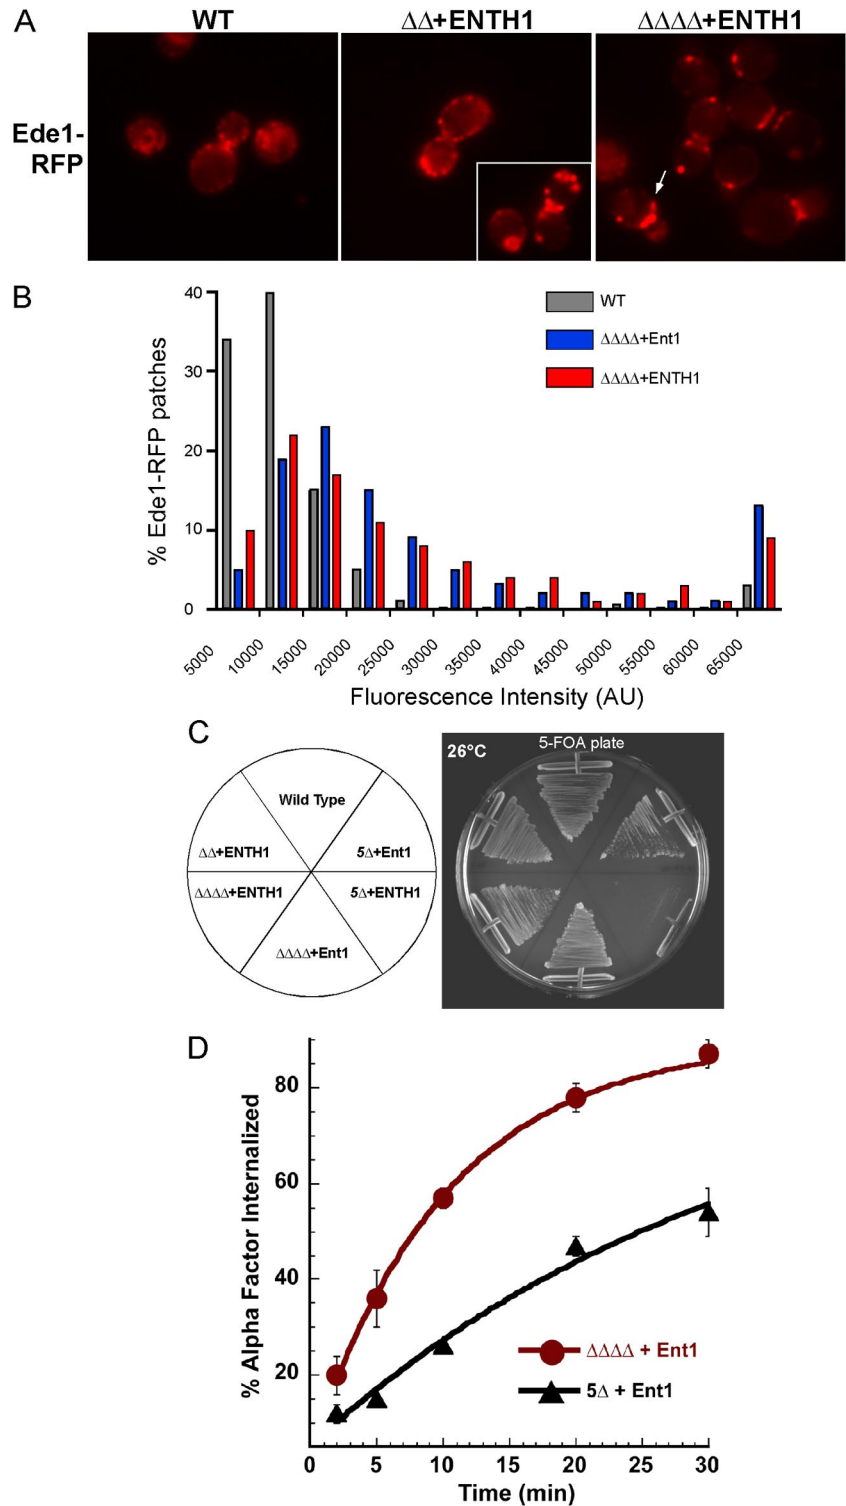 A
WT
ΔΔ+ENTH1
ΔΔΔΔ+ENTH1
Ede1-
RFP
B
% Ede1-RFP patches
40
30
20
10
0
WT
ΔΔΔΔ+Ent1
ΔΔΔΔ+ENTH1
5000
10000
15000
20000
25000
30000
35000
40000
45000
50000
55000
60000
65000
Fluorescence Intensity (AU)
C
Wild Type
ΔΔ+ENTH1
5Δ+Ent1
ΔΔΔΔ+ENTH1
5Δ+ENTH1
ΔΔΔΔ+Ent1
26°C
5-FOA plate
D
% Alpha Factor Internalized
80
60
40
20
ΔΔΔΔ + Ent1
5Δ + Ent1
0
5
10
15
20
25
30
Time (min)